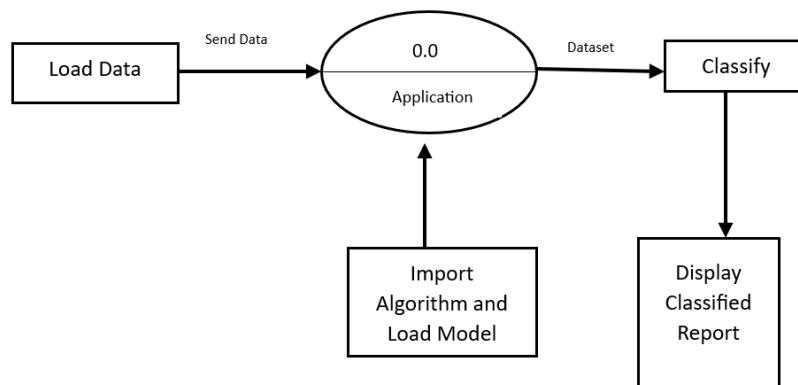 Send Data
Load Data
0.0
Application
Dataset
Classify
Import
Algorithm and
Load Model
Display
Classified
Report